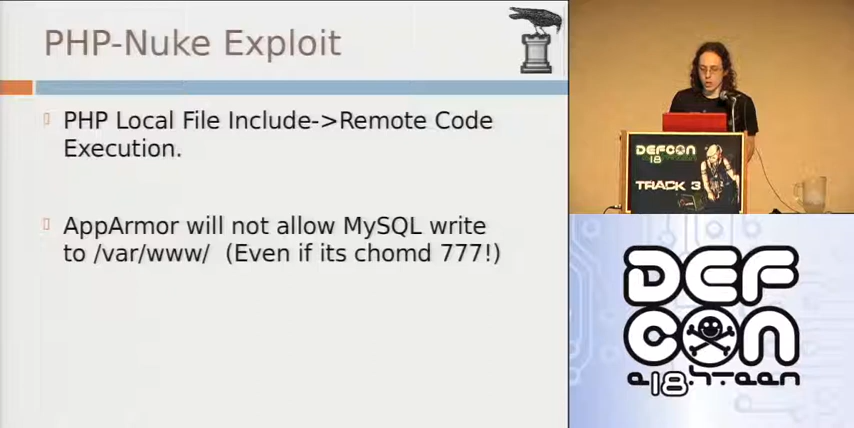 PHP-Nuke Exploit
PHP Local File Include->Remote Code
Execution.
AppArmor will not allow MySQL write
to /var/www/ (Even if its chomd 777!)
DEFCON
18
TRACK 3
DEF
CON
e18hteen